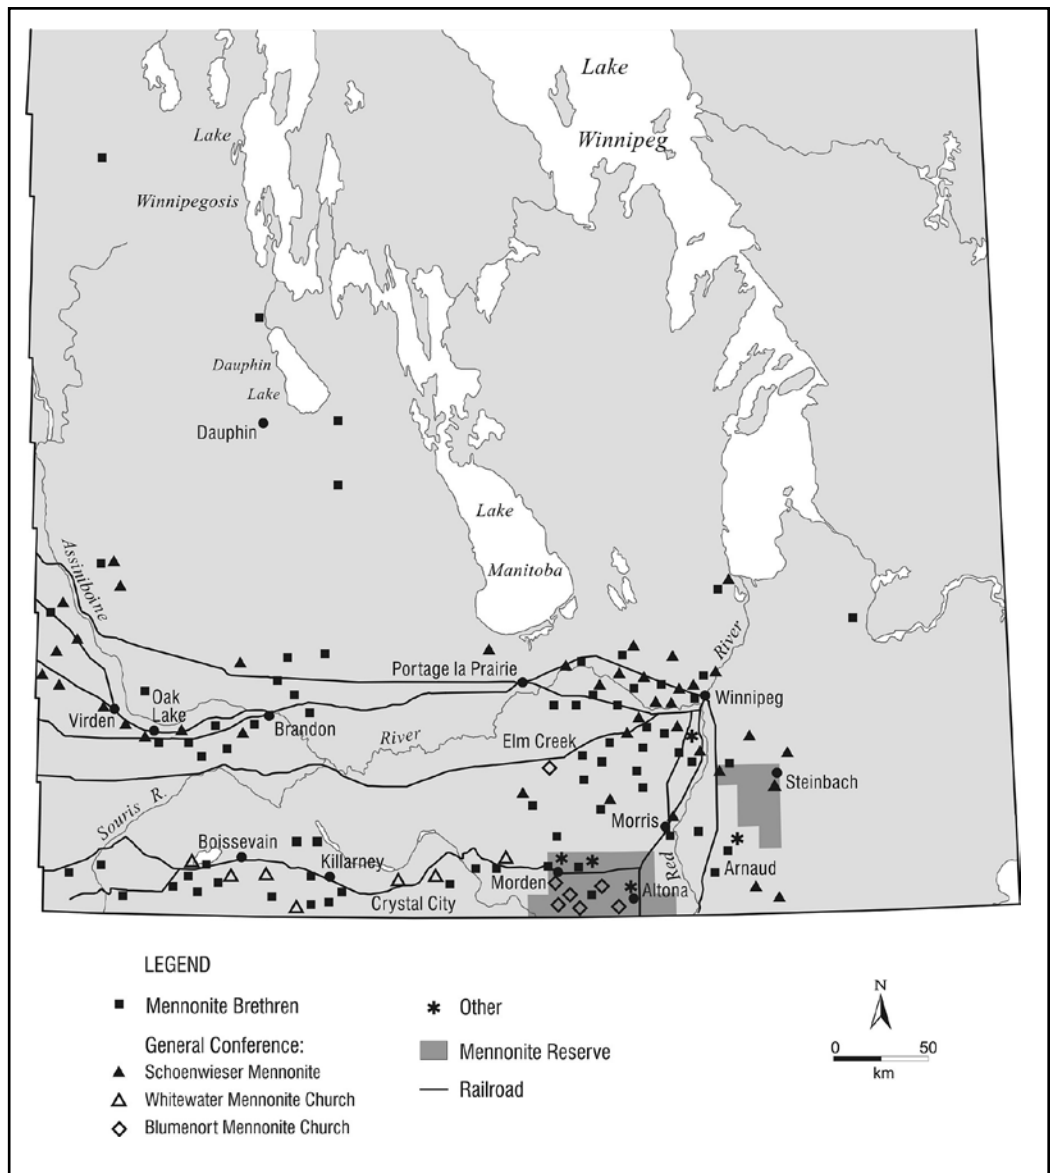 Lake
Winnipeg
Lake
Winnipegosis
Dauphin
Lake
Dauphin
Lake
Manitoba
Assiniboine
River
Portage la Prairie
Winnipeg
Oak
Lake
Virden
Brandon
River
Elm Creek
Steinbach
Souris R.
Morris
Boissevain
Killarney
Red
Arnaud
Morden
Altona
Crystal City
LEGEND
Mennonite Brethren
General Conference:
Schoenwieser Mennonite
Whitewater Mennonite Church
Blumenort Mennonite Church
Other
Mennonite Reserve
Railroad
N
0 50
km